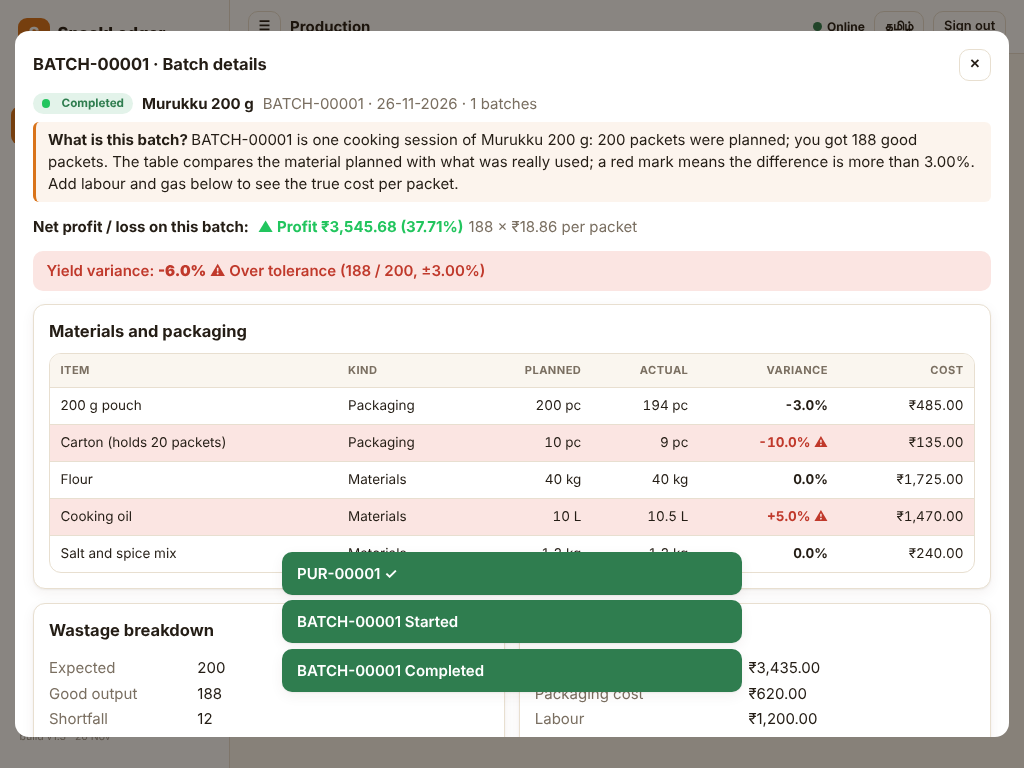 ☰ Production
Online
தமிழ்
Sign out
BATCH-00001 · Batch details
✕
Completed Murukku 200 g BATCH-00001 · 26-11-2026 · 1 batches
What is this batch? BATCH-00001 is one cooking session of Murukku 200 g: 200 packets were planned; you got 188 good
packets. The table compares the material planned with what was really used; a red mark means the difference is more than 3.00%.
Add labour and gas below to see the true cost per packet.
Net profit / loss on this batch: ▲ Profit ₹3,545.68 (37.71%) 188 × ₹18.86 per packet
Yield variance: -6.0% ⚠ Over tolerance (188 / 200, ±3.00%)
Materials and packaging
ITEM KIND PLANNED ACTUAL VARIANCE COST
200 g pouch Packaging 200 pc 194 pc -3.0% ₹485.00
Carton (holds 20 packets) Packaging 10 pc 9 pc -10.0% ⚠ ₹135.00
Flour Materials 40 kg 40 kg 0.0% ₹1,725.00
Cooking oil Materials 10 L 10.5 L +5.0% ⚠ ₹1,470.00
Salt and spice mix Materials 1.2 kg 1.2 kg 0.0% ₹240.00
PUR-00001 ✓
BATCH-00001 Started
BATCH-00001 Completed
Wastage breakdown
Expected 200
Good output 188
Shortfall 12
₹3,435.00
Packaging cost ₹620.00
Labour ₹1,200.00